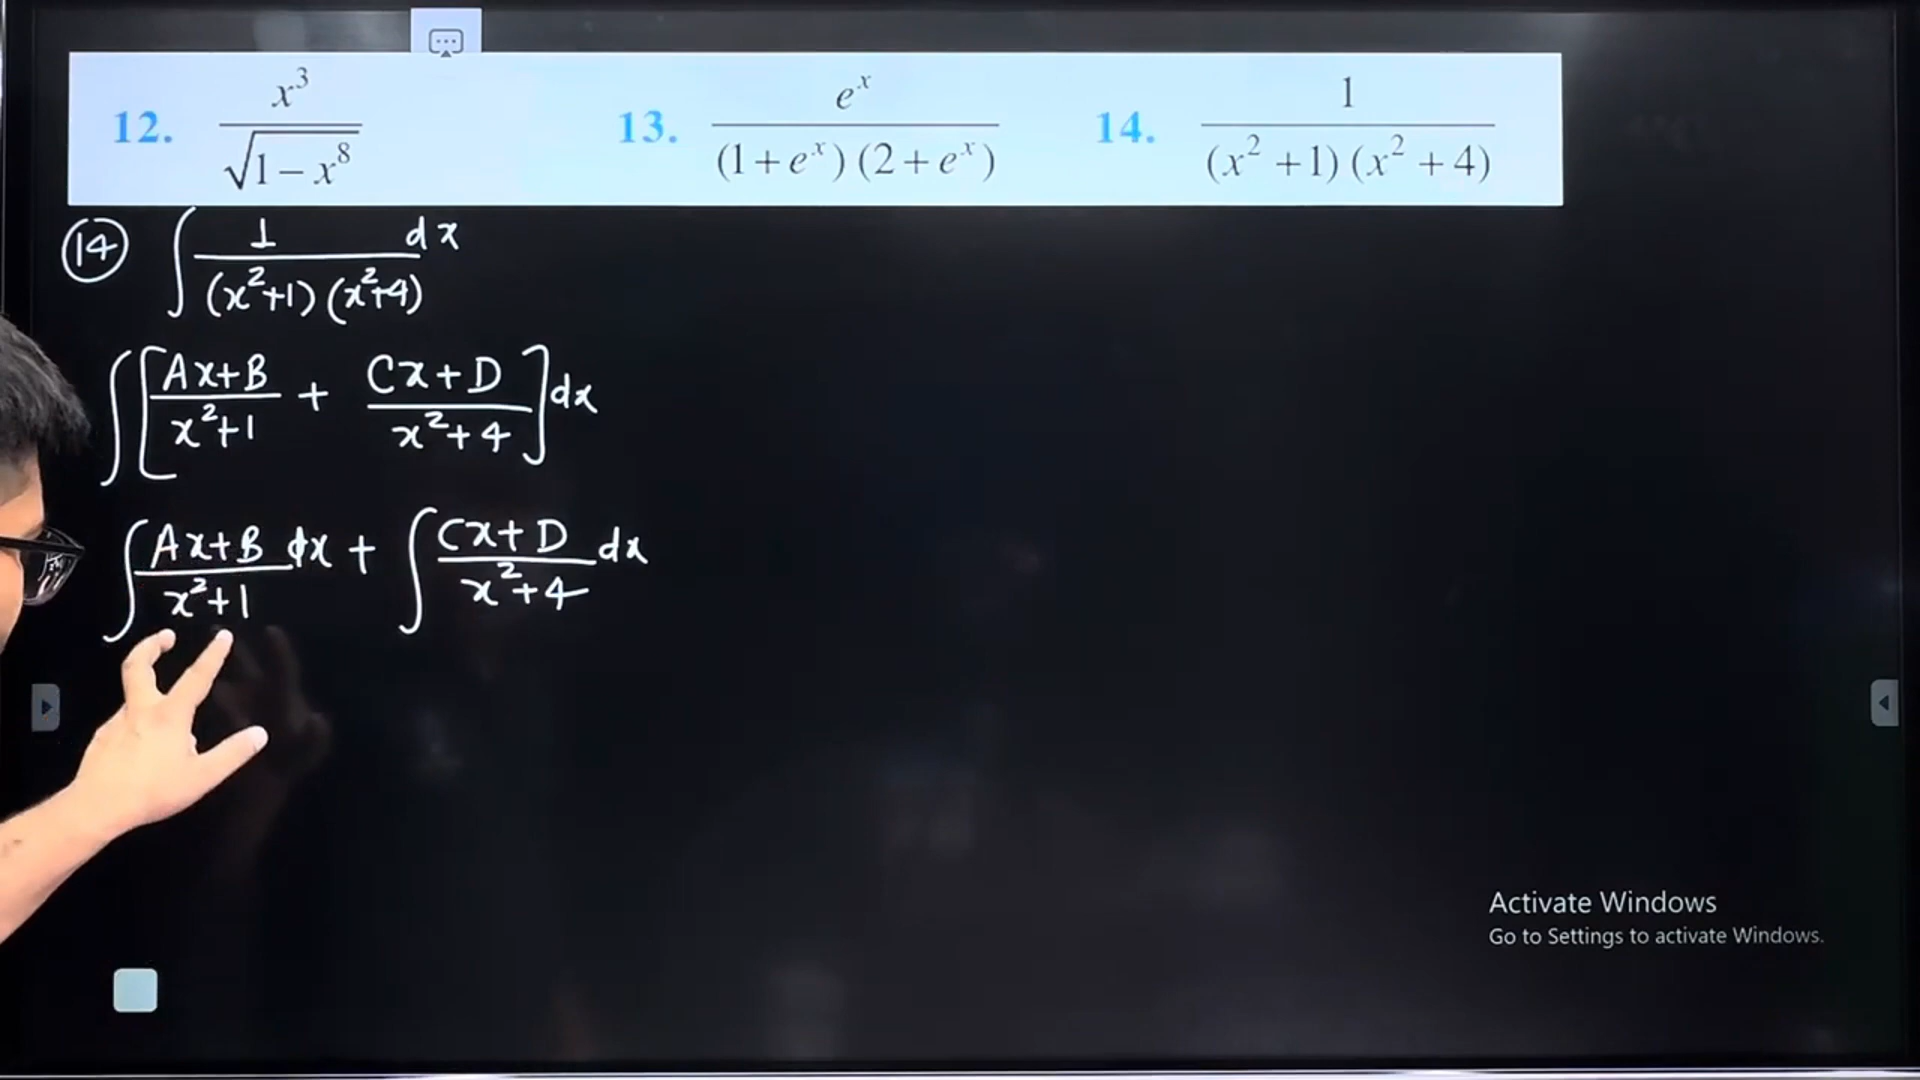 12. x³/√(1 – x⁸) 13. eˣ/((1 + eˣ)(2 + eˣ)) 14. 1/((x² + 1)(x² + 4))
(14) ∫ 1/((x²+1)(x²+4)) dx
∫[(Ax+B)/(x²+1) + (Cx+D)/(x²+4)]dx
∫ (Ax+B)/(x²+1) dx + ∫ (Cx+D)/(x²+4) dx
Activate Windows
Go to Settings to activate Windows.